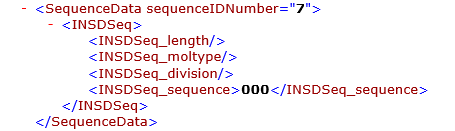 - <SequenceData sequenceIDNumber="7">
- <INSDSeq>
<INSDSeq_length/>
<INSDSeq_moltype/>
<INSDSeq_division/>
<INSDSeq_sequence>000</INSDSeq_sequence>
</INSDSeq>
</SequenceData>